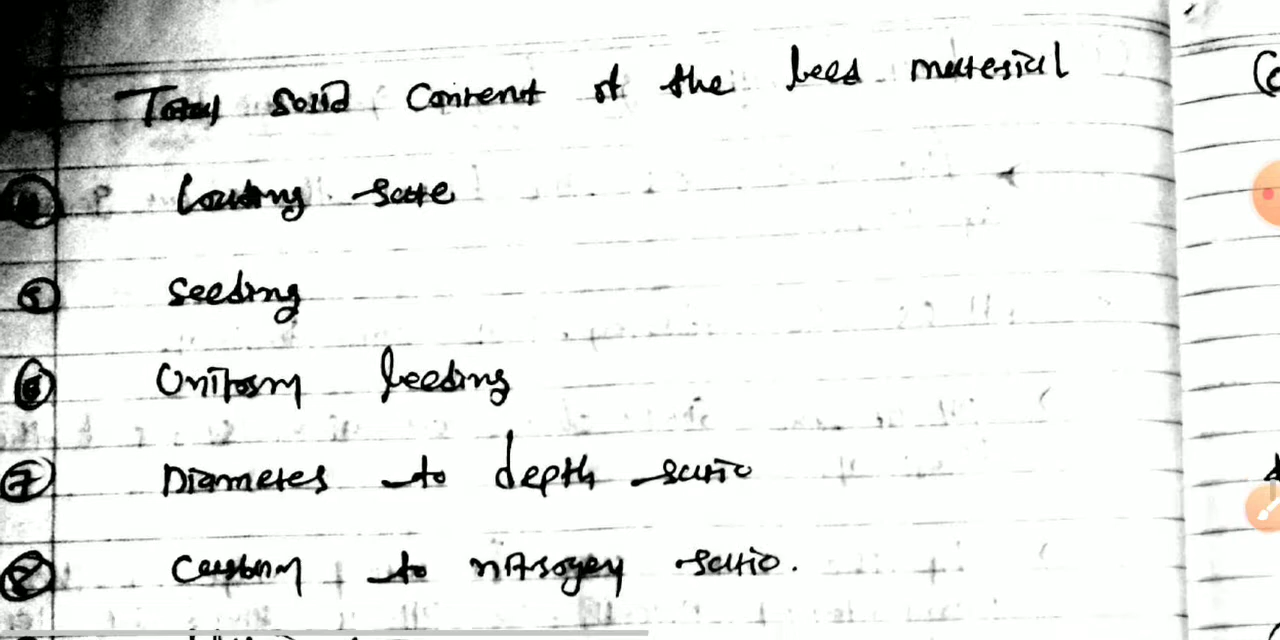 Total solid content of the feed material
④ Loading rate
⑤ Seeding
⑥ Uniform feeding
⑦ Diameter to depth ratio
⑧ Carbon to nitrogen ratio.